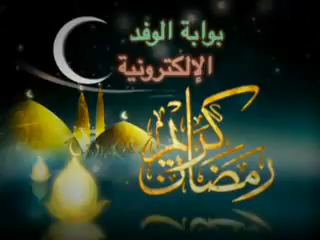 بوابة الوفد
الإلكترونية
رمضان كريم